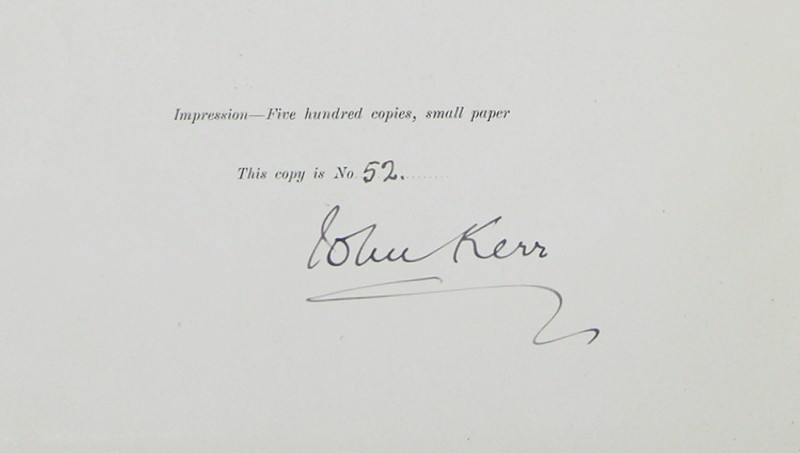 Impression—Five hundred copies, small paper
This copy is No 52.
John Kerr